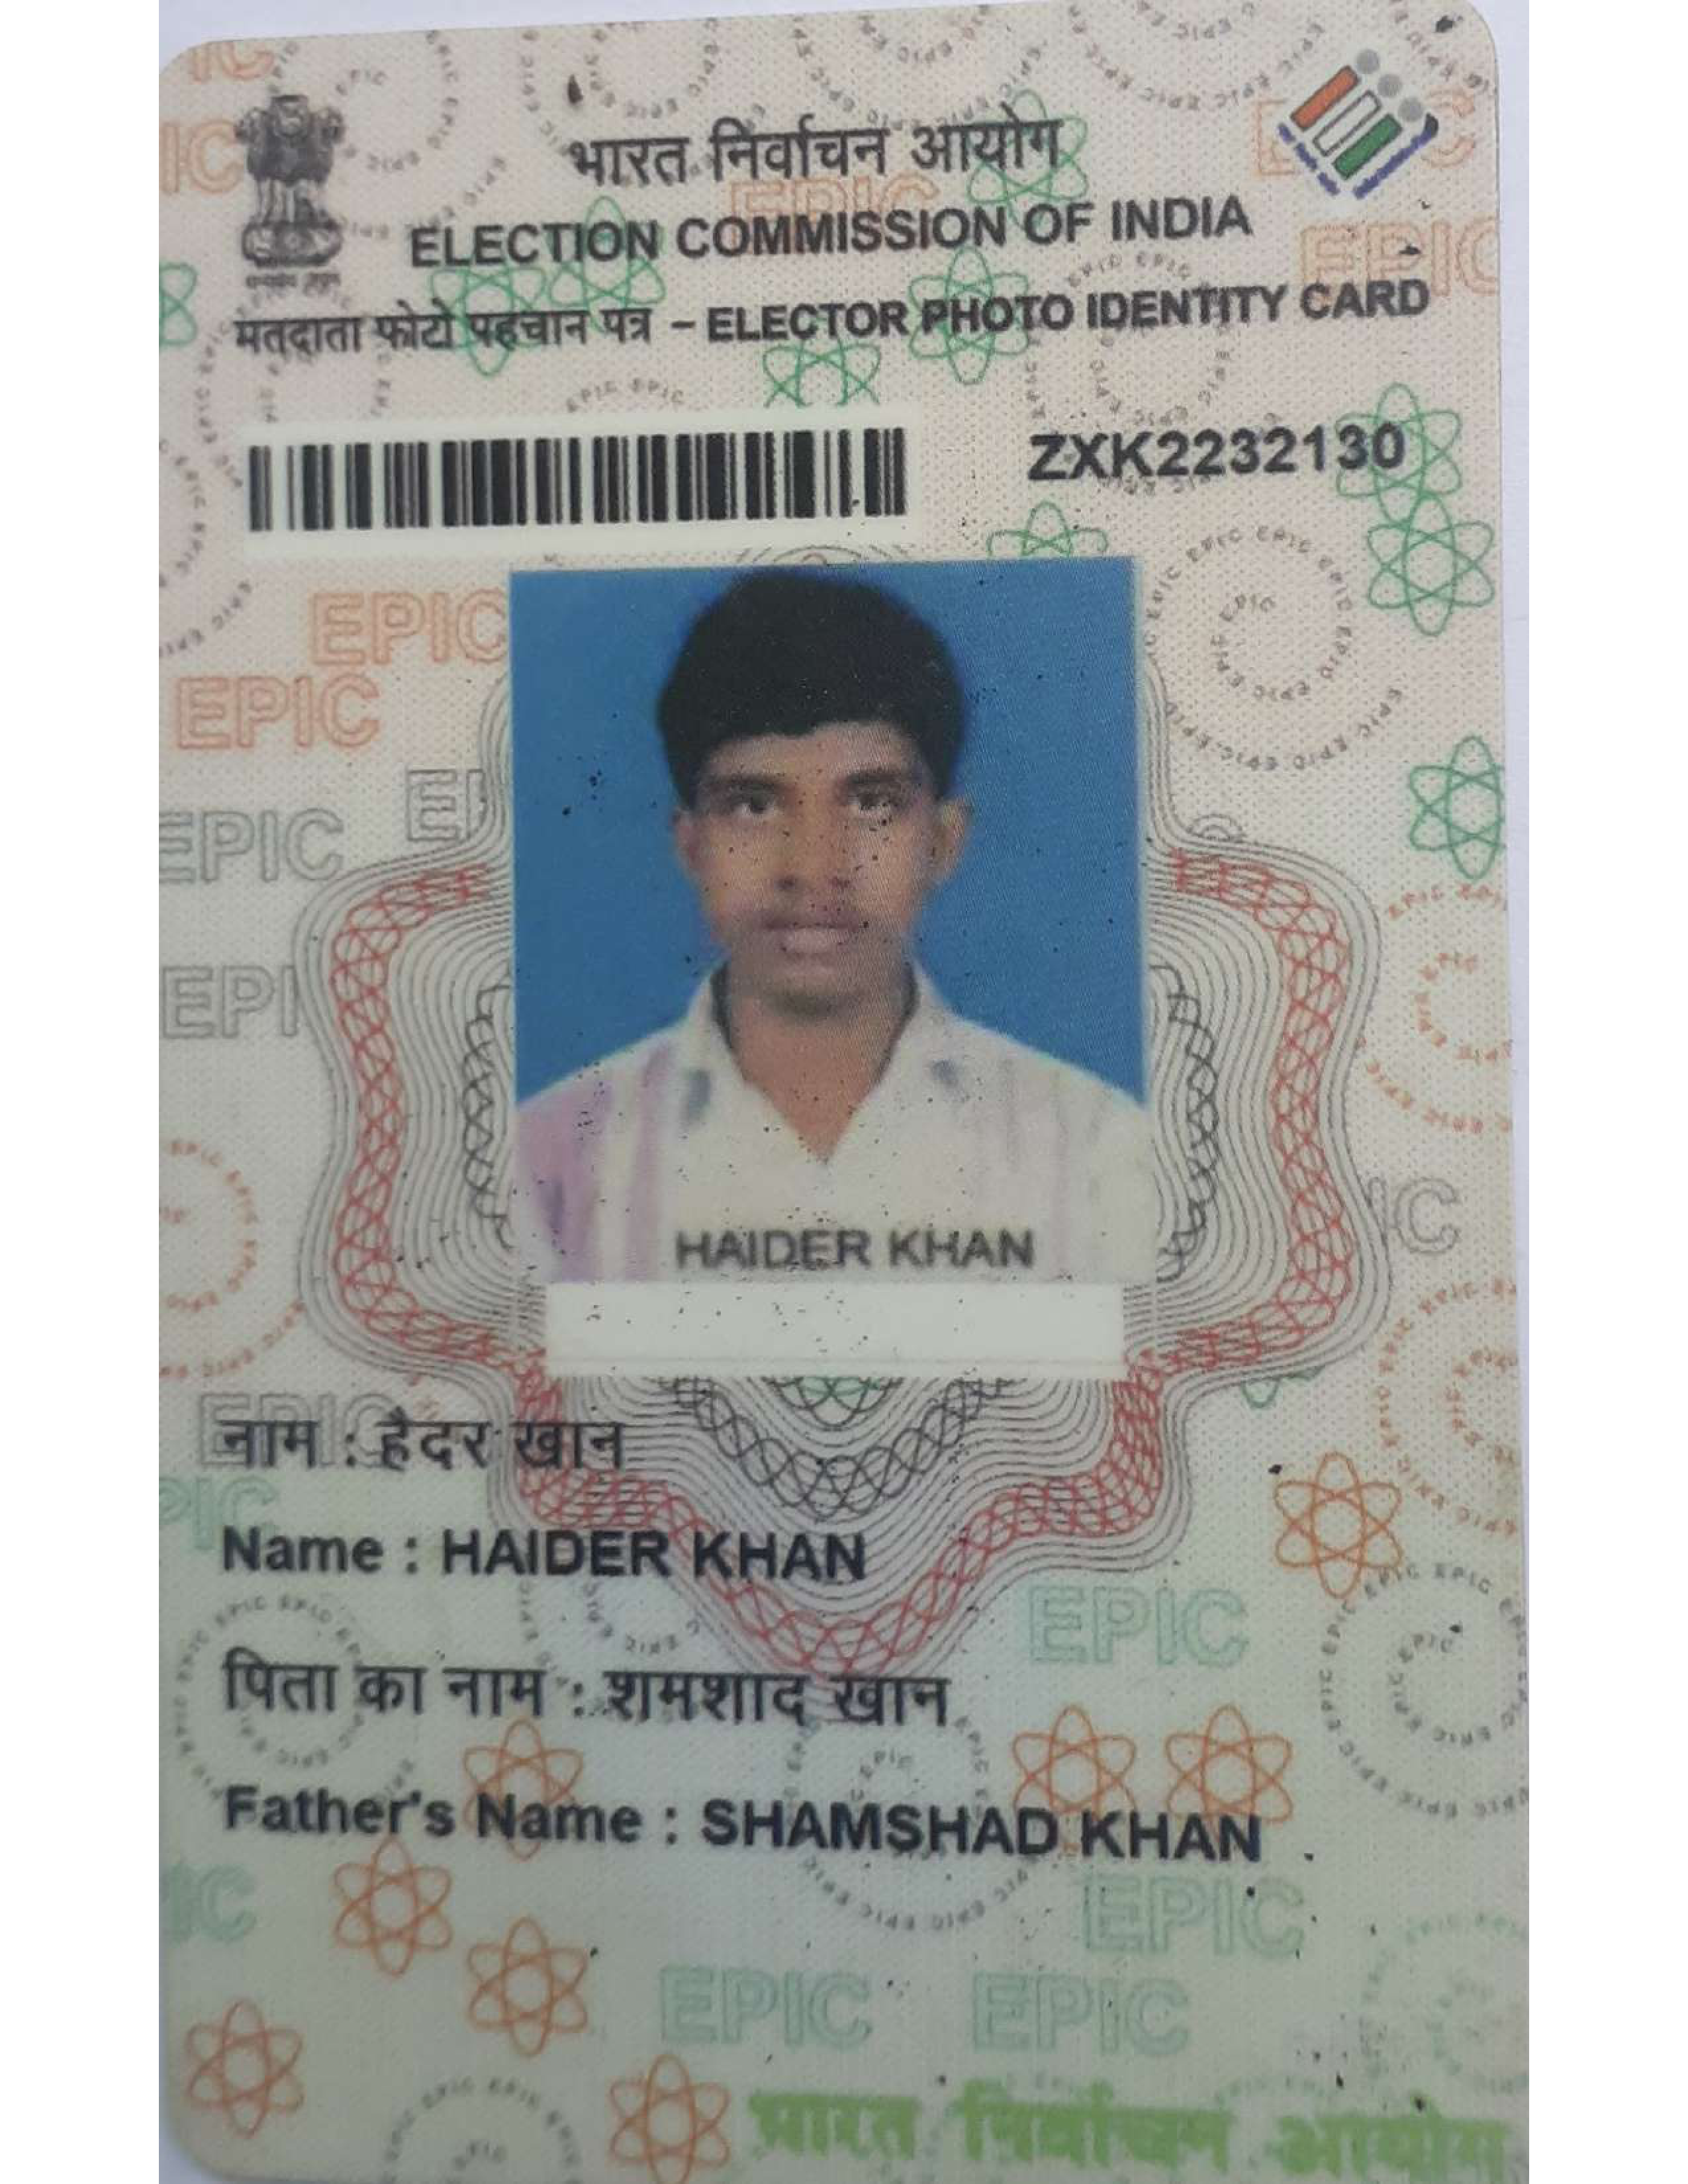 भारत निर्वाचन आयोग
ELECTION COMMISSION OF INDIA
मतदाता फोटो पहचान पत्र – ELECTOR PHOTO IDENTITY CARD
ZXK2232130
HAIDER KHAN
नाम : हैदर खान
Name : HAIDER KHAN
पिता का नाम : शमशाद खान
Father's Name : SHAMSHAD KHAN
भारत निर्वाचन आयोग